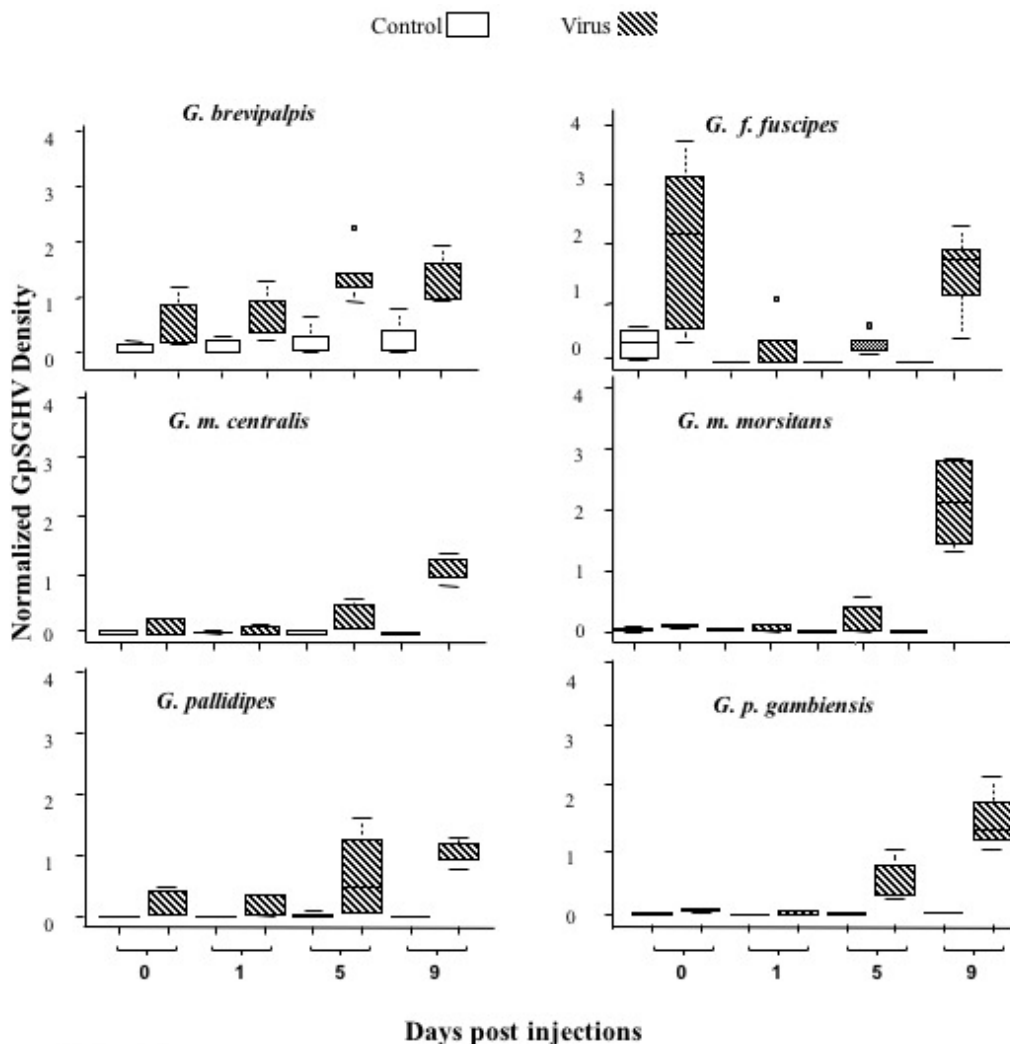 Control Virus
G. brevipalpis G. f. fuscipes
4 4
3 3
2 2
1 1
0 0
G. m. centralis G. m. morsitans
4 4
3 3
2 2
1 1
0 0
G. pallidipes G. p. gambiensis
4 4
3 3
2 2
1 1
0 0
Normalized GpSGHV Density
0 1 5 9 0 1 5 9
Days post injections